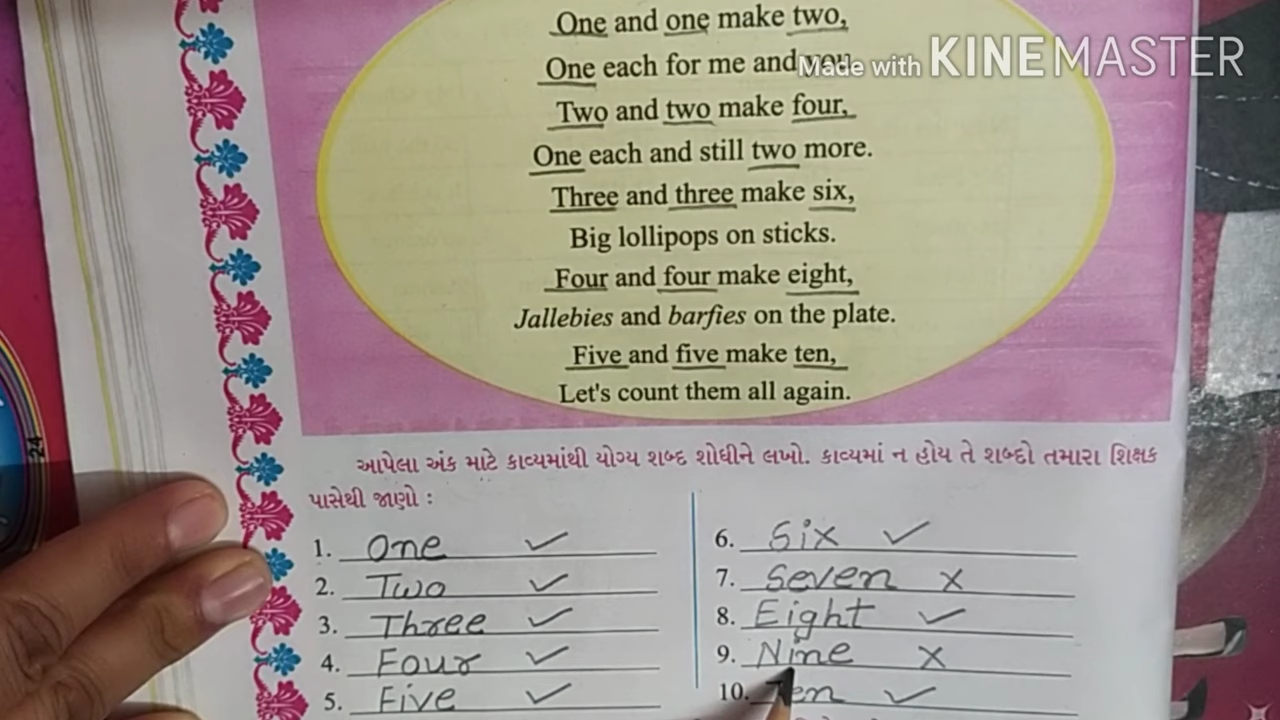 One and one make two,
Made with KINEMASTER
One each for me and you
Two and two make four,
One each and still two more.
Three and three make six,
Big lollipops on sticks.
Four and four make eight,
Jallebies and barfies on the plate.
Five and five make ten,
Let's count them all again.
આપેલા અંક માટે કાવ્યમાંથી યોગ્ય શબ્દ શોધીને લખો. કાવ્યમાં ન હોય તે શબ્દો તમારા શિક્ષક
પાસેથી જાણો :
1. One ✓
2. Two ✓
3. Three ✓
4. Four ✓
5. Five ✓
6. Six ✓
7. Seven x
8. Eight ✓
9. Nine x
10. Ten ✓
24